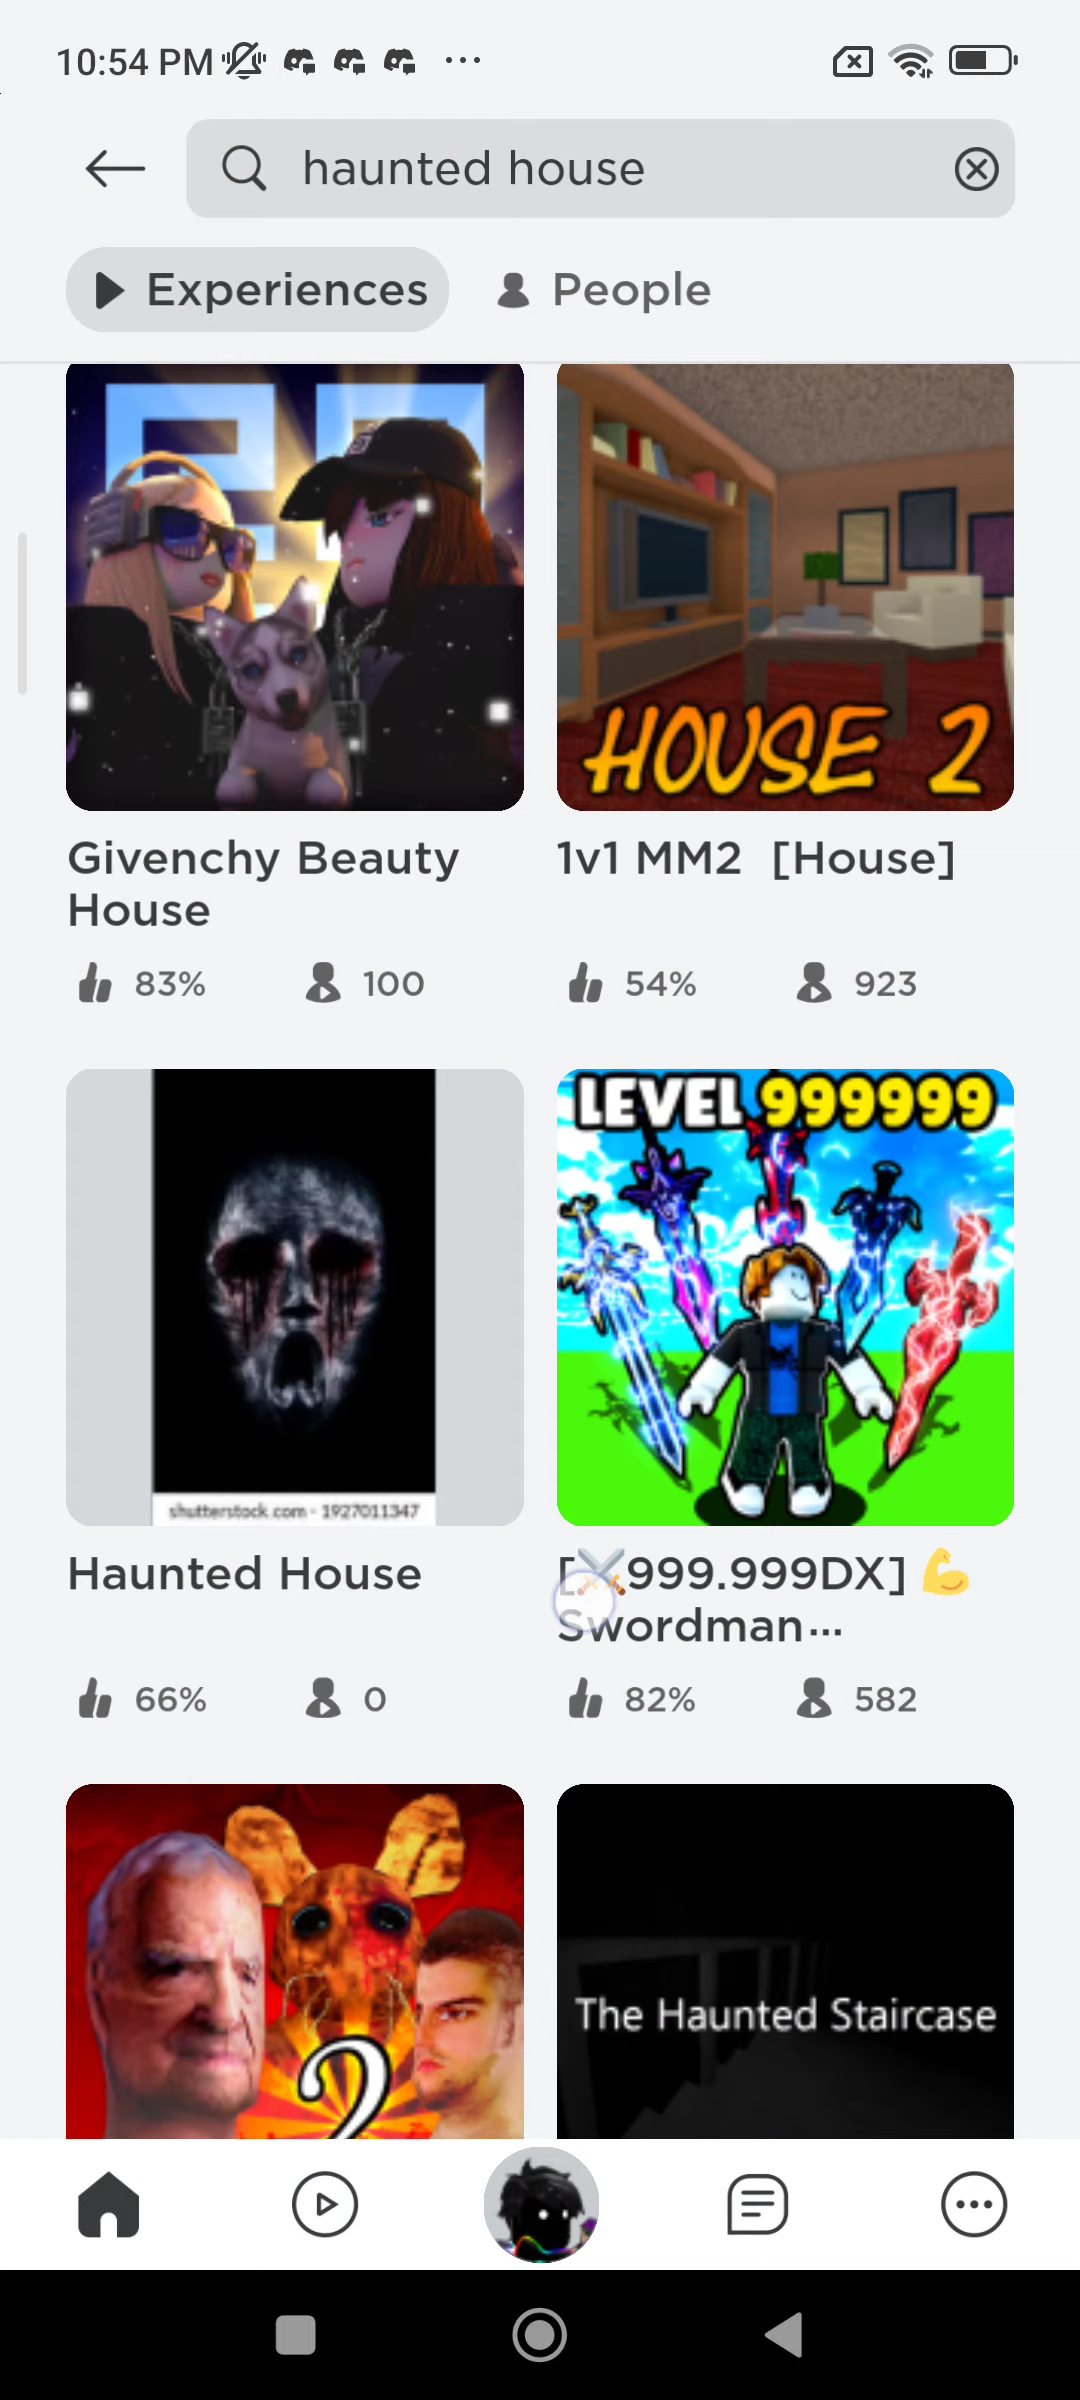 10:54 PM
haunted house
Experiences
People
HOUSE 2
Givenchy Beauty
House
1v1 MM2 [House]
83%
100
54%
923
LEVEL 999999
shutterstock.com · 1927011347
Haunted House
[⚔️999.999DX] 💪
Swordman...
66%
0
82%
582
2
The Haunted Staircase